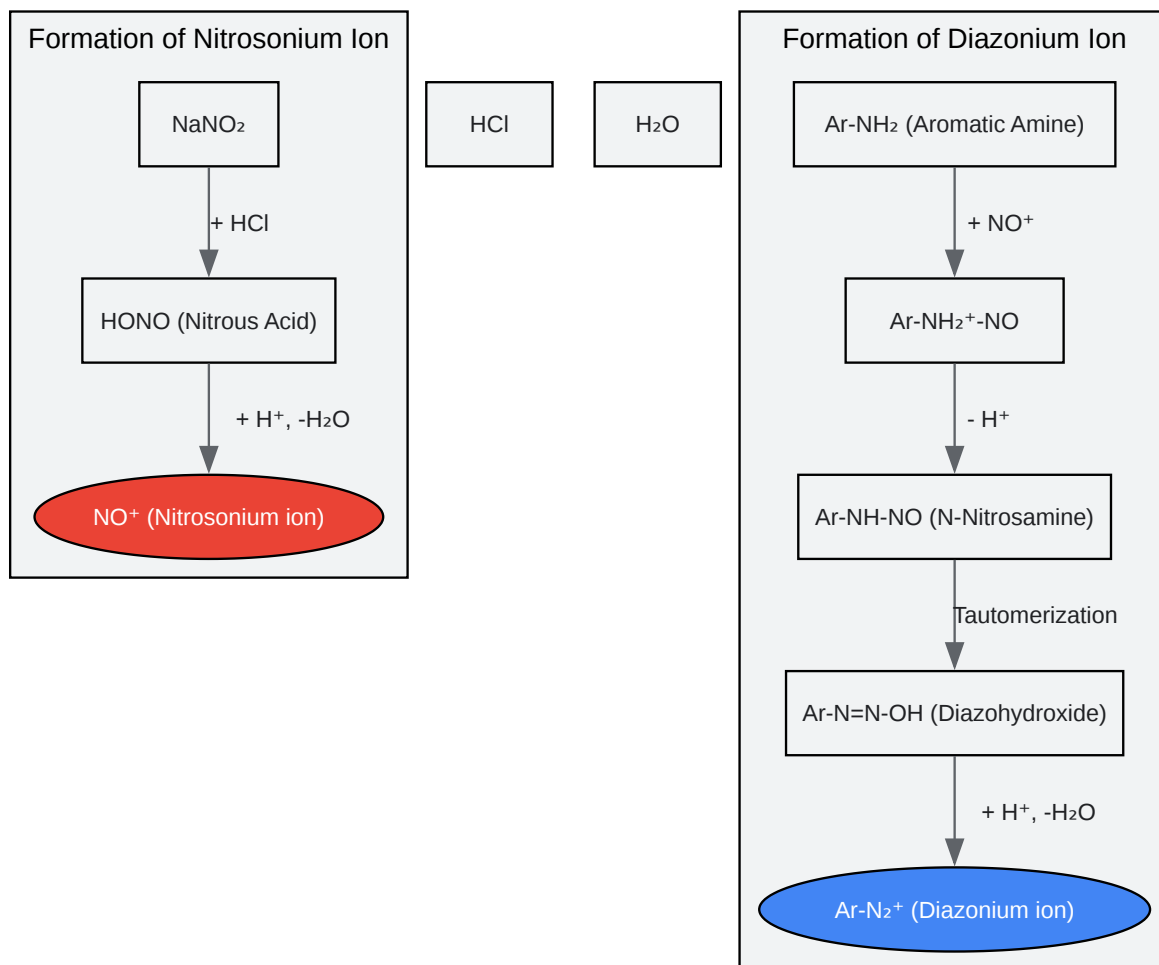 Formation of Nitrosonium Ion
NaNO₂
+ HCl
HONO (Nitrous Acid)
+ H⁺, -H₂O
NO⁺ (Nitrosonium ion)
HCl
H₂O
Formation of Diazonium Ion
Ar-NH₂ (Aromatic Amine)
+ NO⁺
Ar-NH₂⁺-NO
- H⁺
Ar-NH-NO (N-Nitrosamine)
Tautomerization
Ar-N=N-OH (Diazohydroxide)
+ H⁺, -H₂O
Ar-N₂⁺ (Diazonium ion)